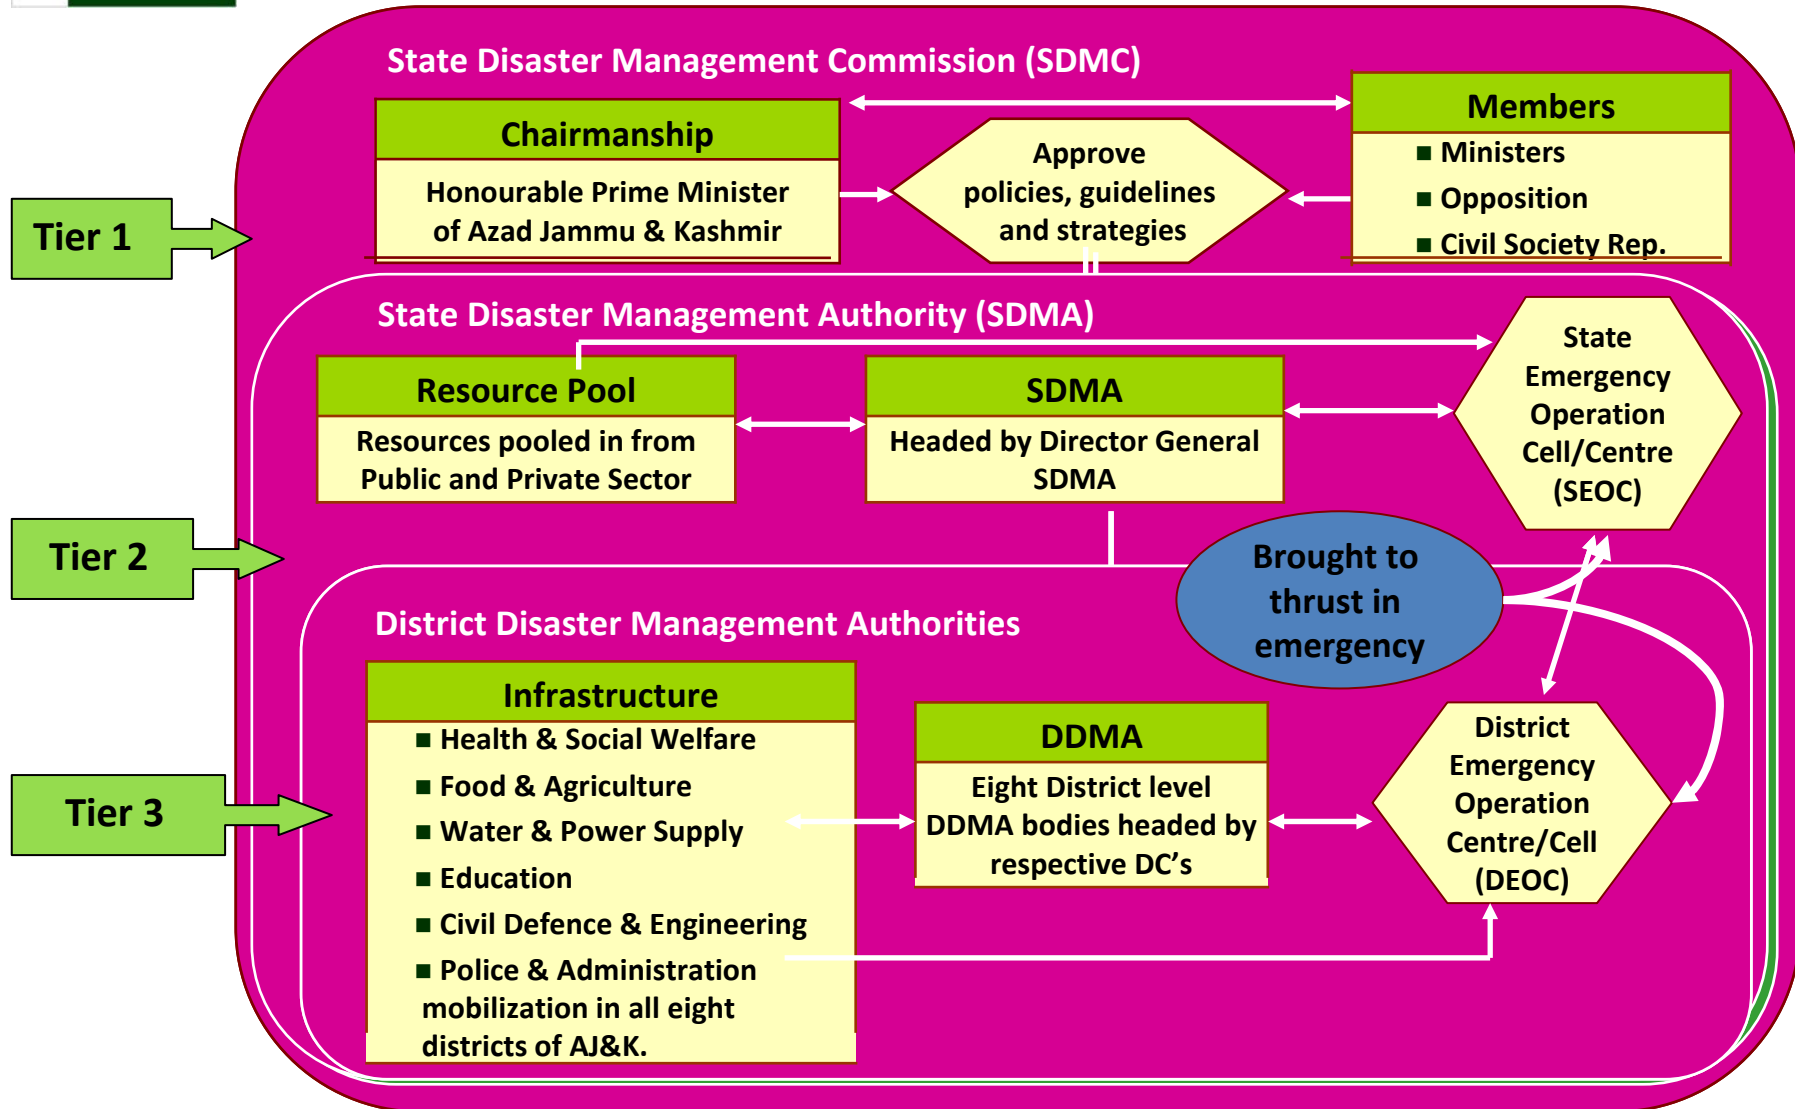 State Disaster Management Commission (SDMC)
Chairmanship
Honourable Prime Minister
of Azad Jammu & Kashmir
Approve
policies, guidelines
and strategies
Members
■ Ministers
■ Opposition
■ Civil Society Rep.
Tier 1
State Disaster Management Authority (SDMA)
Resource Pool
Resources pooled in from
Public and Private Sector
SDMA
Headed by Director General
SDMA
State
Emergency
Operation
Cell/Centre
(SEOC)
Tier 2
Brought to
thrust in
emergency
District Disaster Management Authorities
Infrastructure
■ Health & Social Welfare
■ Food & Agriculture
■ Water & Power Supply
■ Education
■ Civil Defence & Engineering
■ Police & Administration
mobilization in all eight
districts of AJ&K.
DDMA
Eight District level
DDMA bodies headed by
respective DC’s
District
Emergency
Operation
Centre/Cell
(DEOC)
Tier 3